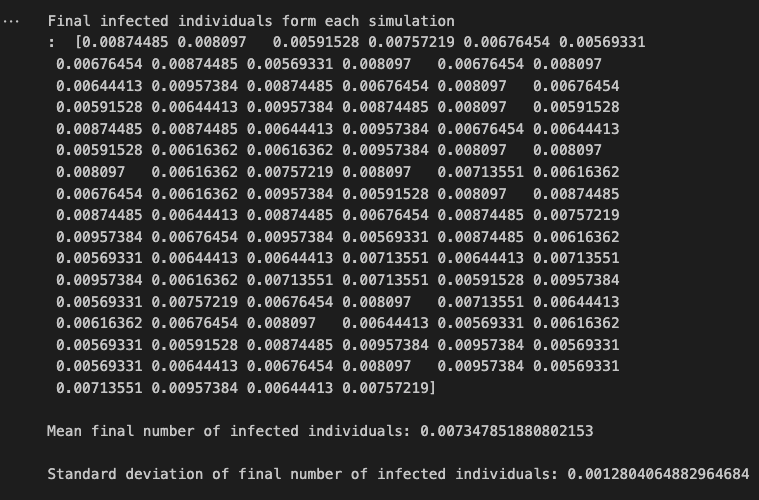 ...
Final infected individuals form each simulation
:  [0.00874485 0.008097   0.00591528 0.00757219 0.00676454 0.00569331
0.00676454 0.00874485 0.00569331 0.008097   0.00676454 0.008097
0.00644413 0.00957384 0.00874485 0.00676454 0.008097   0.00676454
0.00591528 0.00644413 0.00957384 0.00874485 0.008097   0.00591528
0.00874485 0.00874485 0.00644413 0.00957384 0.00676454 0.00644413
0.00591528 0.00616362 0.00616362 0.00957384 0.008097   0.008097
0.008097   0.00616362 0.00757219 0.008097   0.00713551 0.00616362
0.00676454 0.00616362 0.00957384 0.00591528 0.008097   0.00874485
0.00874485 0.00644413 0.00874485 0.00676454 0.00874485 0.00757219
0.00957384 0.00676454 0.00957384 0.00569331 0.00874485 0.00616362
0.00569331 0.00644413 0.00644413 0.00713551 0.00644413 0.00713551
0.00957384 0.00616362 0.00713551 0.00713551 0.00591528 0.00957384
0.00569331 0.00757219 0.00676454 0.008097   0.00713551 0.00644413
0.00616362 0.00676454 0.008097   0.00644413 0.00569331 0.00616362
0.00569331 0.00591528 0.00874485 0.00957384 0.00957384 0.00569331
0.00569331 0.00644413 0.00676454 0.008097   0.00957384 0.00569331
0.00713551 0.00957384 0.00644413 0.00757219]
Mean final number of infected individuals: 0.007347851880802153
Standard deviation of final number of infected individuals: 0.0012804064882964684